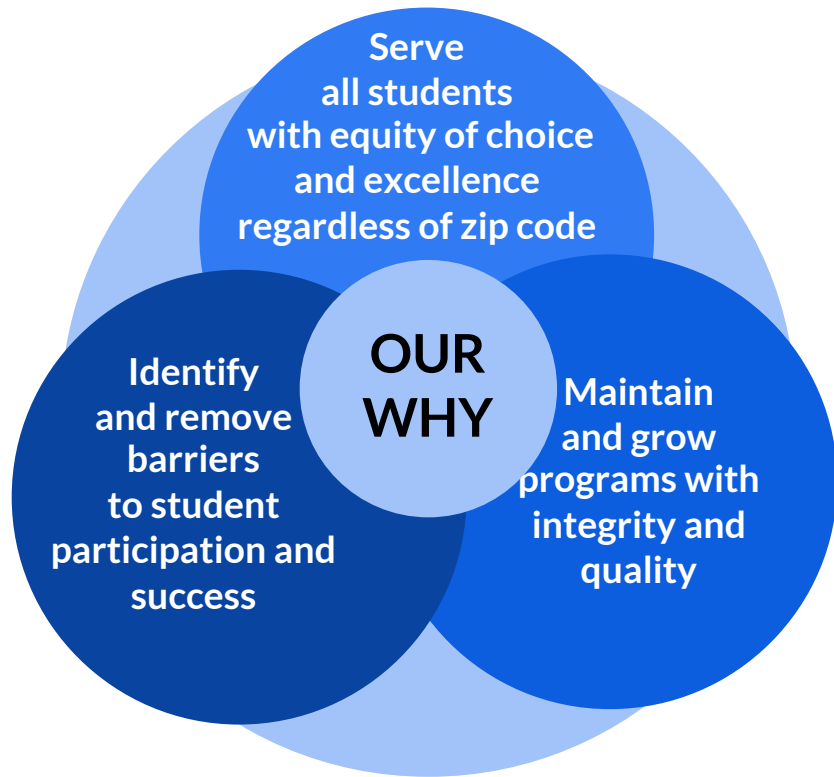 Serve
all students
with equity of choice
and excellence
regardless of zip code
OUR
WHY
Identify
and remove
barriers
to student
participation and
success
Maintain
and grow
programs with
integrity and
quality